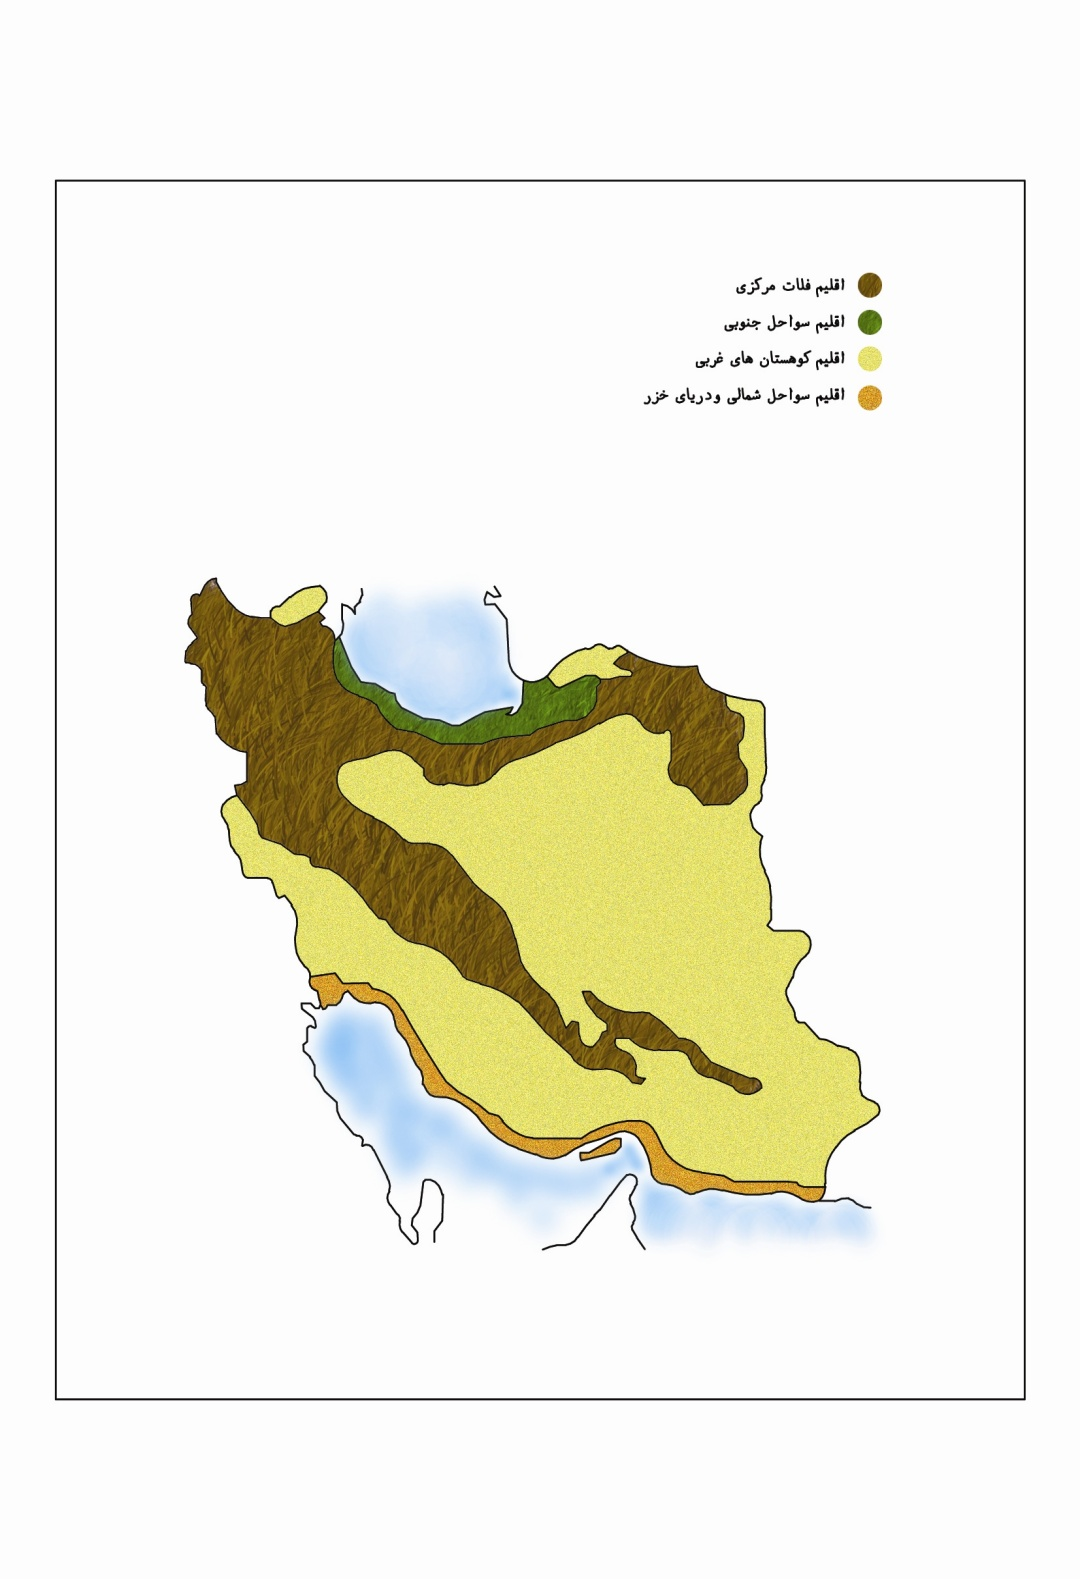 اقلیم فلات مرکزی
اقلیم سواحل جنوبی
اقلیم کوهستان های غربی
اقلیم سواحل شمالی ودریای خزر